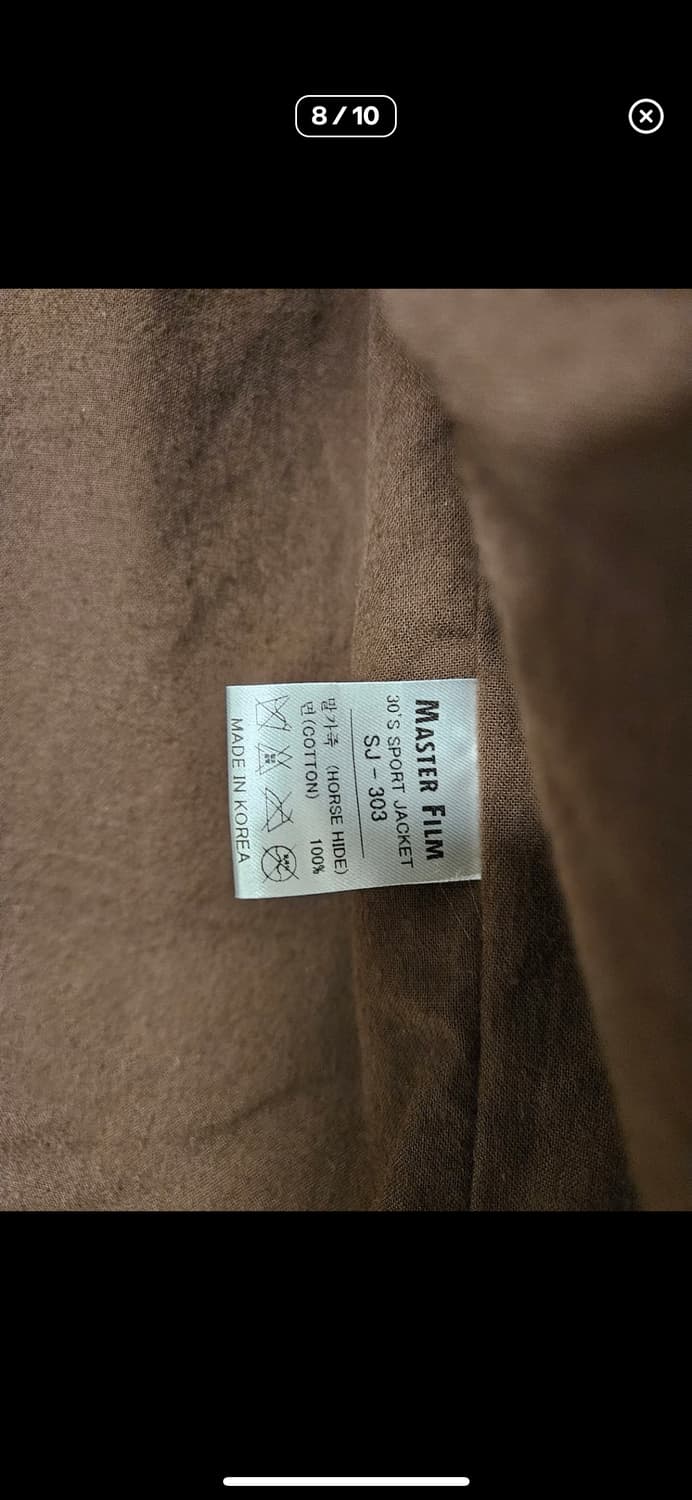 8 / 10
MASTER FILM
30'S SPORT JACKET
SJ - 303
말가죽 (HORSE HIDE)
면(COTTON) 100%
MADE IN KOREA